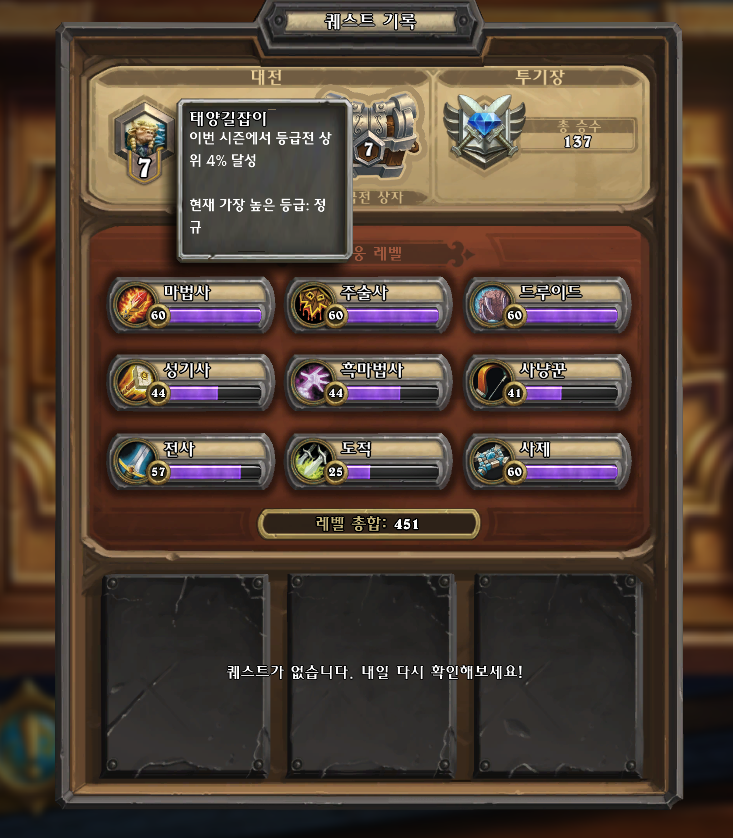 퀘스트 기록
대전
투기장
태양길잡이
이번 시즌에서 등급전 상
위 4% 달성
현재 가장 높은 등급: 정
규
7
7
총 승수
137
전 상자
레벨
마법사
60
주술사
60
드루이드
60
성기사
44
흑마법사
44
사냥꾼
41
전사
57
도적
25
사제
60
레벨 총합: 451
퀘스트가 없습니다. 내일 다시 확인해보세요!